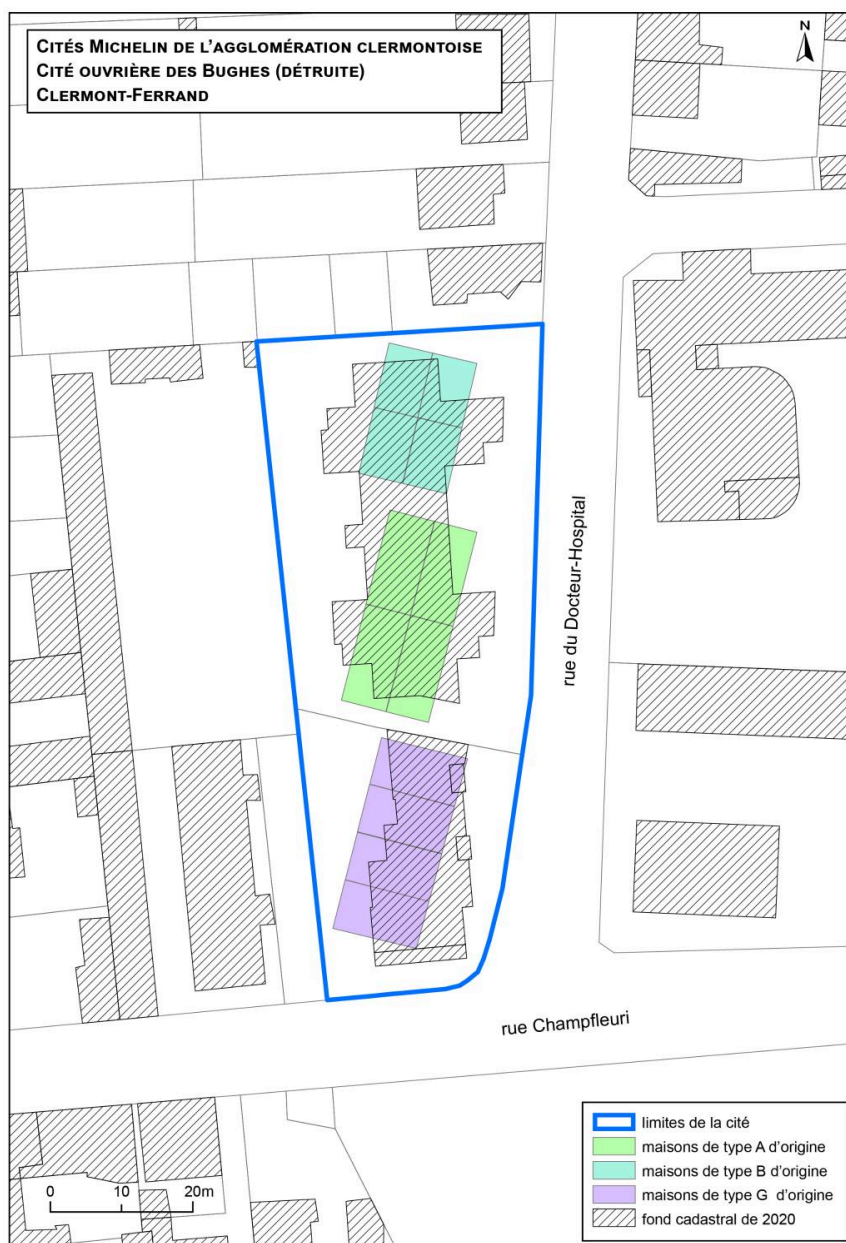 CITÉS MICHELIN DE L'AGGLOMÉRATION CLERMONTOISE
CITÉ OUVRIÈRE DES BUGHES (DÉTRUITE)
CLERMONT-FERRAND
N
rue du Docteur-Hospital
rue Champfleuri
limites de la cité
maisons de type A d'origine
maisons de type B d'origine
maisons de type G d'origine
fond cadastral de 2020
0 10 20m